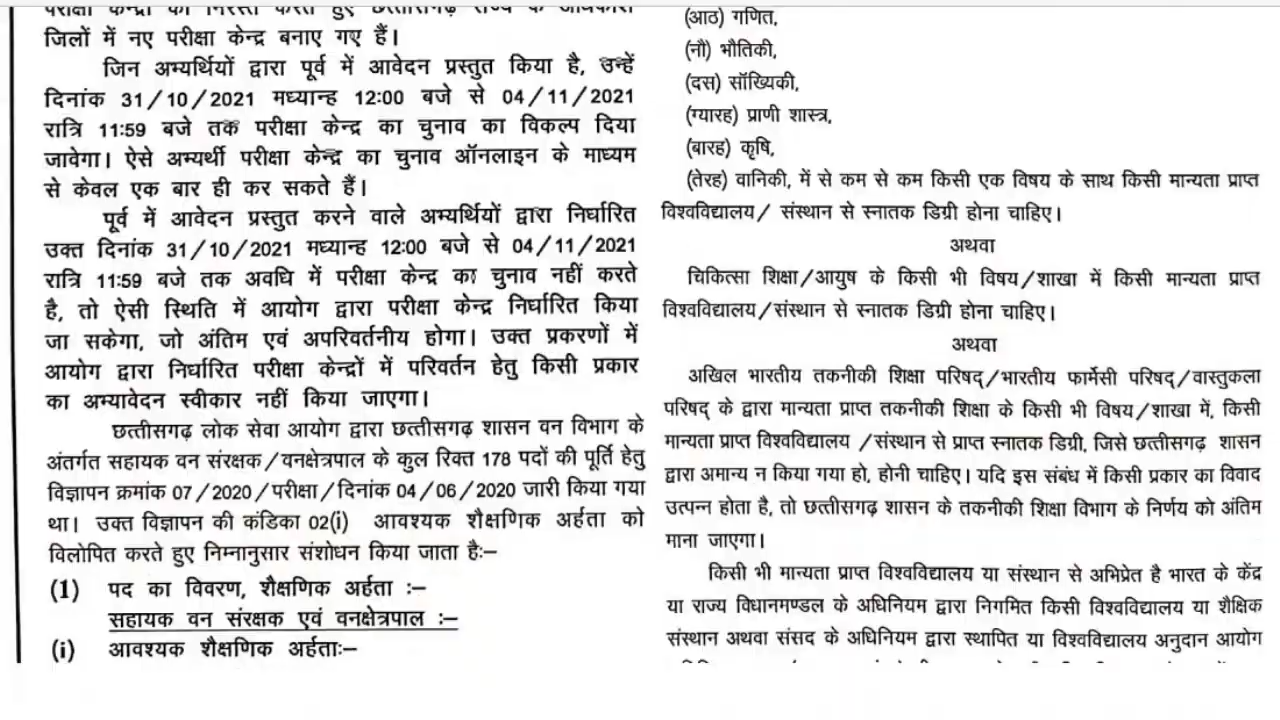 परीक्षा केन्द्रों को निरस्त करते हुए छत्तीसगढ़ राज्य के अधिकांश
जिलों में नए परीक्षा केन्द्र बनाए गए हैं।
जिन अभ्यर्थियों द्वारा पूर्व में आवेदन प्रस्तुत किया है, उन्हें
दिनांक 31/10/2021 मध्यान्ह 12:00 बजे से 04/11/2021
रात्रि 11:59 बजे तक परीक्षा केन्द्र का चुनाव का विकल्प दिया
जावेगा। ऐसे अभ्यर्थी परीक्षा केन्द्र का चुनाव ऑनलाइन के माध्यम
से केवल एक बार ही कर सकते हैं।
पूर्व में आवेदन प्रस्तुत करने वाले अभ्यर्थियों द्वारा निर्धारित
उक्त दिनांक 31/10/2021 मध्यान्ह 12:00 बजे से 04/11/2021
रात्रि 11:59 बजे तक अवधि में परीक्षा केन्द्र का चुनाव नहीं करते
है, तो ऐसी स्थिति में आयोग द्वारा परीक्षा केन्द्र निर्धारित किया
जा सकेगा, जो अंतिम एवं अपरिवर्तनीय होगा। उक्त प्रकरणों में
आयोग द्वारा निर्धारित परीक्षा केन्द्रों में परिवर्तन हेतु किसी प्रकार
का अभ्यावेदन स्वीकार नहीं किया जाएगा।
छत्तीसगढ़ लोक सेवा आयोग द्वारा छत्तीसगढ़ शासन वन विभाग के
अंतर्गत सहायक वन संरक्षक/वनक्षेत्रपाल के कुल रिक्त 178 पदों की पूर्ति हेतु
विज्ञापन क्रमांक 07/2020/परीक्षा/दिनांक 04/06/2020 जारी किया गया
था। उक्त विज्ञापन की कंडिका 02(i) आवश्यक शैक्षणिक अर्हता को
विलोपित करते हुए निम्नानुसार संशोधन किया जाता हैः–
(1) पद का विवरण, शैक्षणिक अर्हता :–
सहायक वन संरक्षक एवं वनक्षेत्रपाल :–
(i) आवश्यक शैक्षणिक अर्हताः–
(आठ) गणित,
(नौ) भौतिकी,
(दस) सॉंख्यिकी,
(ग्यारह) प्राणी शास्त्र,
(बारह) कृषि,
(तेरह) वानिकी, में से कम से कम किसी एक विषय के साथ किसी मान्यता प्राप्त
विश्वविद्यालय/ संस्थान से स्नातक डिग्री होना चाहिए।
अथवा
चिकित्सा शिक्षा/आयुष के किसी भी विषय/शाखा में किसी मान्यता प्राप्त
विश्वविद्यालय/संस्थान से स्नातक डिग्री होना चाहिए।
अथवा
अखिल भारतीय तकनीकी शिक्षा परिषद्/भारतीय फार्मेसी परिषद्/वास्तुकला
परिषद् के द्वारा मान्यता प्राप्त तकनीकी शिक्षा के किसी भी विषय/शाखा में, किसी
मान्यता प्राप्त विश्वविद्यालय /संस्थान से प्राप्त स्नातक डिग्री, जिसे छत्तीसगढ़ शासन
द्वारा अमान्य न किया गया हो, होनी चाहिए। यदि इस संबंध में किसी प्रकार का विवाद
उत्पन्न होता है, तो छत्तीसगढ़ शासन के तकनीकी शिक्षा विभाग के निर्णय को अंतिम
माना जाएगा।
किसी भी मान्यता प्राप्त विश्वविद्यालय या संस्थान से अभिप्रेत है भारत के केंद्र
या राज्य विधानमण्डल के अधिनियम द्वारा निगमित किसी विश्वविद्यालय या शैक्षिक
संस्थान अथवा संसद के अधिनियम द्वारा स्थापित या विश्वविद्यालय अनुदान आयोग